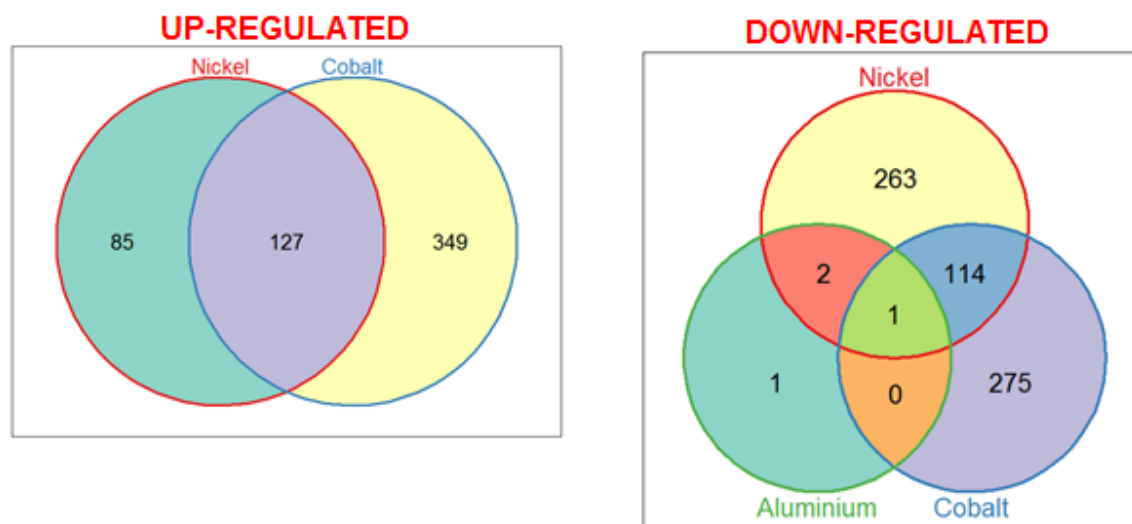 UP-REGULATED
Nickel Cobalt
85 127 349
DOWN-REGULATED
Nickel
263
2 114
1
1 0 275
Aluminium Cobalt